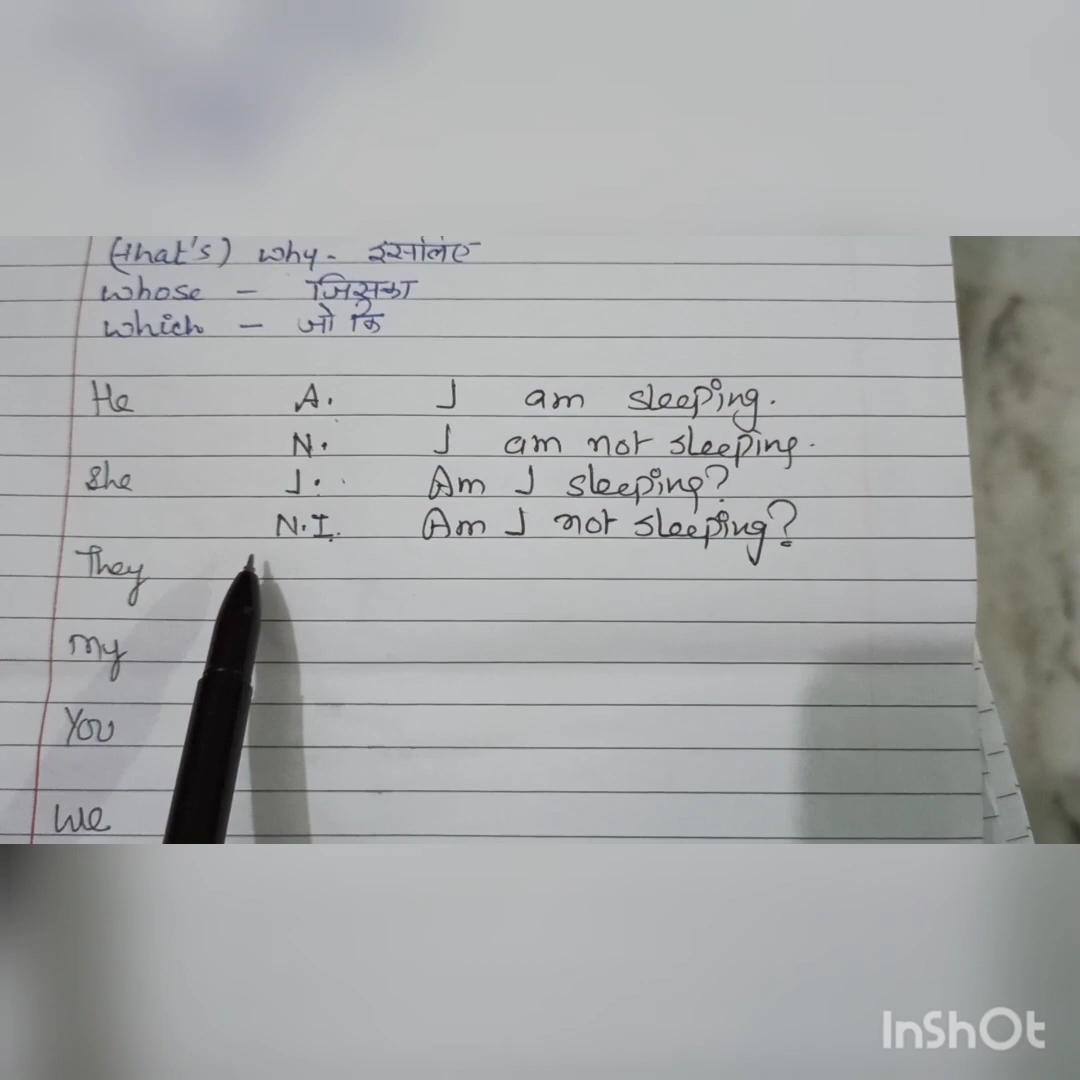 (that's) why - इसलिए
whose - जिसका
which - जो कि
He A. I am sleeping.
N. I am not sleeping.
She I. Am I sleeping?
N.I. Am I not sleeping?
They
My
You
We
InShOt